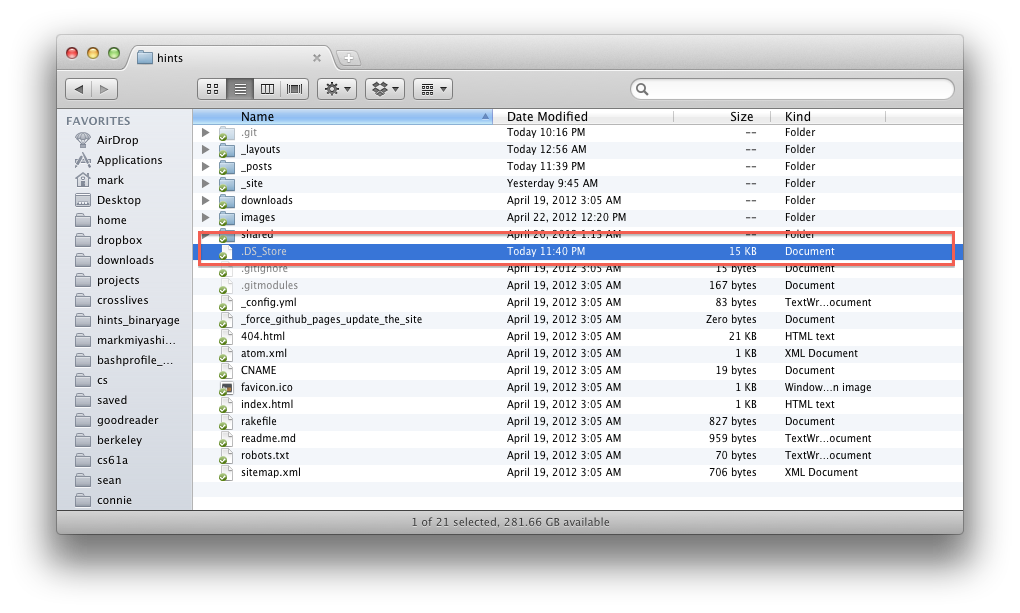 hints
FAVORITES
AirDrop
Applications
mark
Desktop
home
dropbox
downloads
projects
crosslives
hints_binaryage
markmiyashi...
bashprofile_...
cs
saved
goodreader
berkeley
cs61a
sean
connie
Name Date Modified Size Kind
.git Today 10:16 PM -- Folder
_layouts Today 12:56 AM -- Folder
_posts Today 11:39 PM -- Folder
_site Yesterday 9:45 AM -- Folder
downloads April 19, 2012 3:05 AM -- Folder
images April 22, 2012 12:20 PM -- Folder
shared April 20, 2012 1:13 AM -- Folder
.DS_Store Today 11:40 PM 15 KB Document
.gitignore April 19, 2012 3:05 AM 15 bytes Document
.gitmodules April 19, 2012 3:05 AM 167 bytes Document
_config.yml April 19, 2012 3:05 AM 83 bytes TextWr...ocument
_force_github_pages_update_the_site April 19, 2012 3:05 AM Zero bytes Document
404.html April 19, 2012 3:05 AM 21 KB HTML text
atom.xml April 19, 2012 3:05 AM 1 KB XML Document
CNAME April 19, 2012 3:05 AM 19 bytes Document
favicon.ico April 19, 2012 3:05 AM 1 KB Window...n image
index.html April 19, 2012 3:05 AM 1 KB HTML text
rakefile April 19, 2012 3:05 AM 827 bytes Document
readme.md April 19, 2012 3:05 AM 959 bytes TextWr...ocument
robots.txt April 19, 2012 3:05 AM 70 bytes TextWr...ocument
sitemap.xml April 19, 2012 3:05 AM 706 bytes XML Document
1 of 21 selected, 281.66 GB available